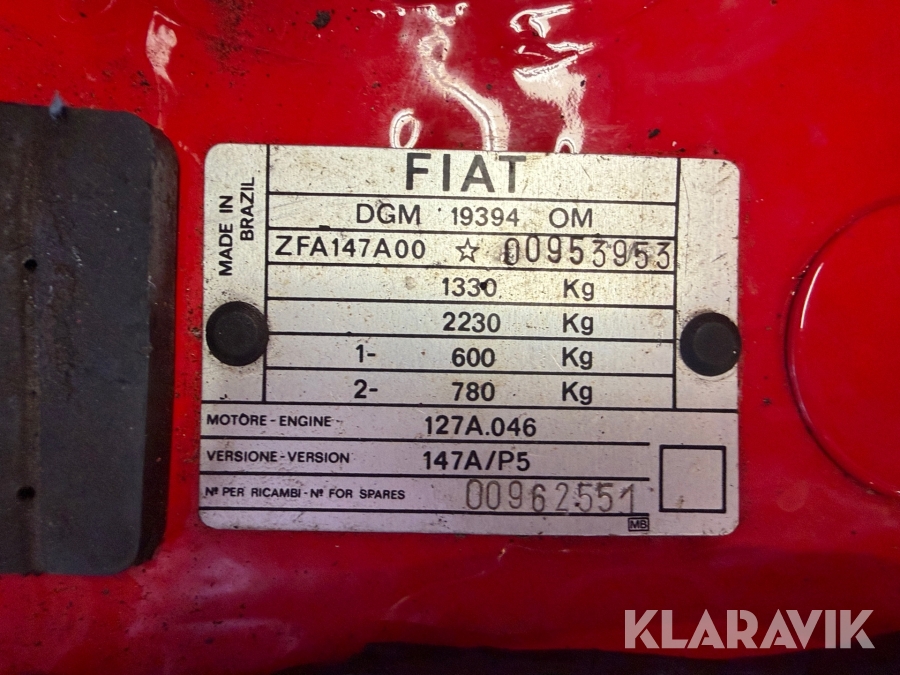 FIAT
MADE IN
BRAZIL
DGM 19394 OM
ZFA147A00 ☆ 00953953
1330 Kg
2230 Kg
1- 600 Kg
2- 780 Kg
MOTORE - ENGINE 127A.046
VERSIONE - VERSION 147A/P5
Nº PER RICAMBI - Nº FOR SPARES 00962551
MB
KLARAVIK